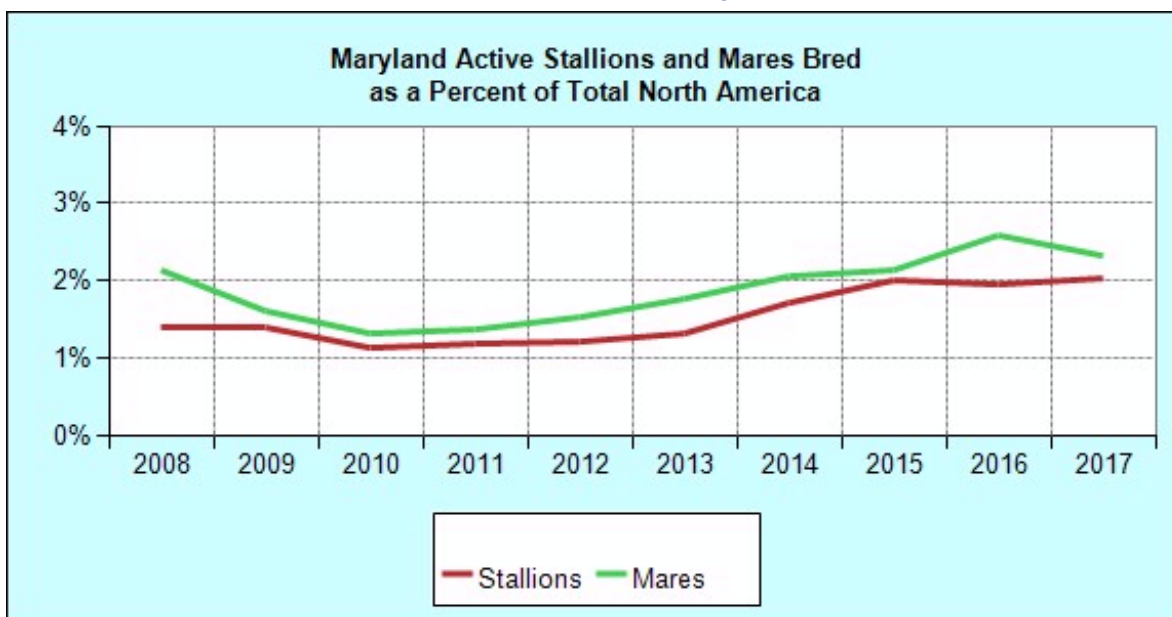 Maryland Active Stallions and Mares Bred
as a Percent of Total North America
4%
3%
2%
1%
0%
2008 2009 2010 2011 2012 2013 2014 2015 2016 2017
Stallions Mares